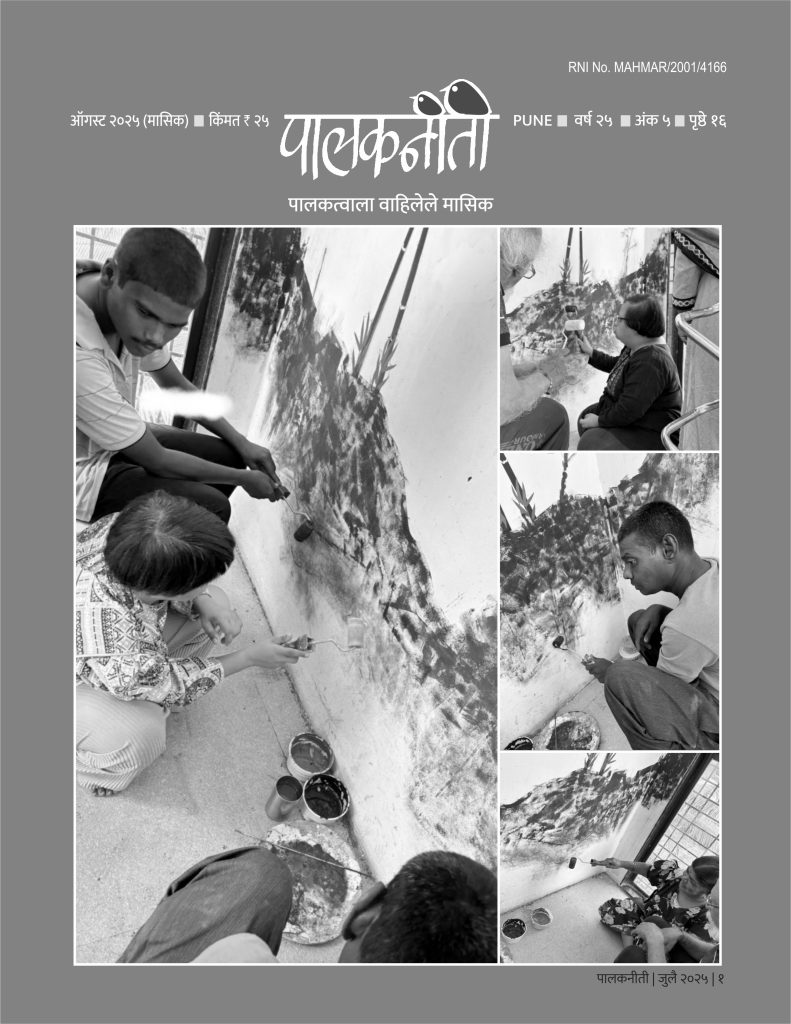 RNI No. MAHMAR/2001/4166
ऑगस्ट २०२५ (मासिक) ■ किंमत ₹ २५ पालकनीती PUNE ■ वर्ष २५ ■ अंक ५ ■ पृष्ठे १६
पालकत्वाला वाहिलेले मासिक
पालकनीती | जुलै २०२५ | १